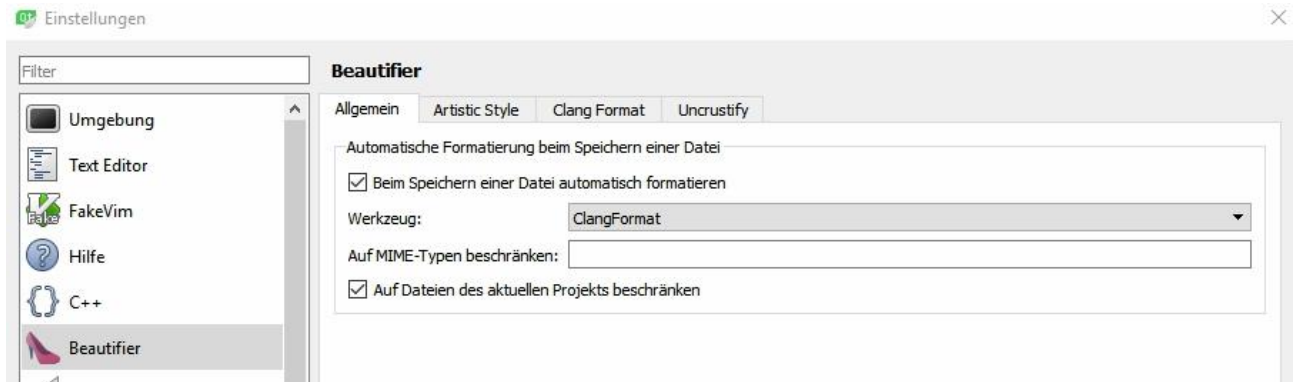 Qt Einstellungen
Filter
Umgebung
Text Editor
Fake FakeVim
? Hilfe
{} C++
Beautifier
Beautifier
Allgemein Artistic Style Clang Format Uncrustify
Automatische Formatierung beim Speichern einer Datei
Beim Speichern einer Datei automatisch formatieren
Werkzeug: ClangFormat
Auf MIME-Typen beschränken:
Auf Dateien des aktuellen Projekts beschränken